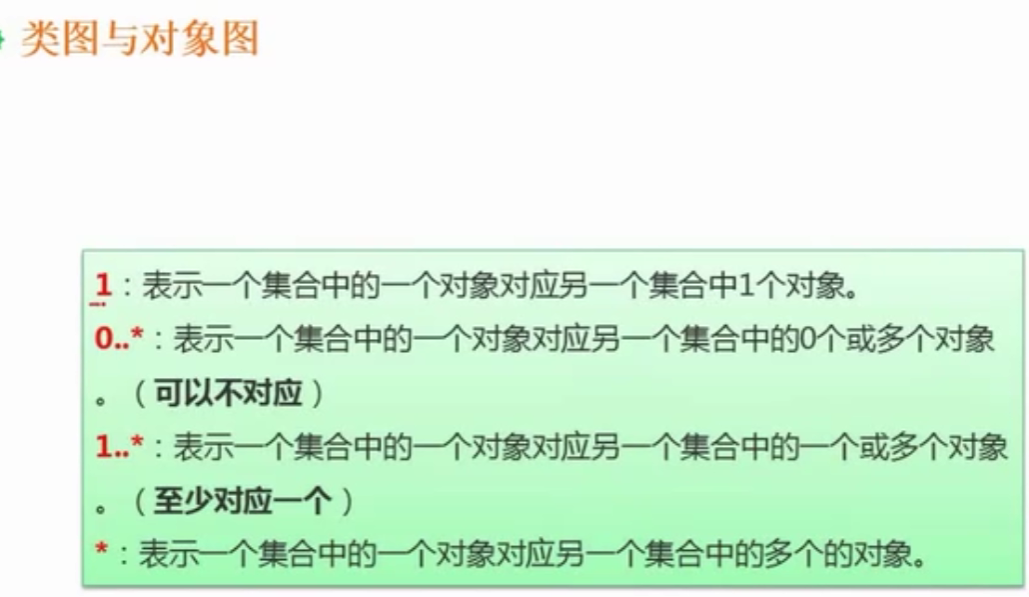 类图与对象图
1：表示一个集合中的一个对象对应另一个集合中1个对象。
0..*：表示一个集合中的一个对象对应另一个集合中的0个或多个对象
。（可以不对应）
1..*：表示一个集合中的一个对象对应另一个集合中的一个或多个对象
。（至少对应一个）
*：表示一个集合中的一个对象对应另一个集合中的多个的对象。